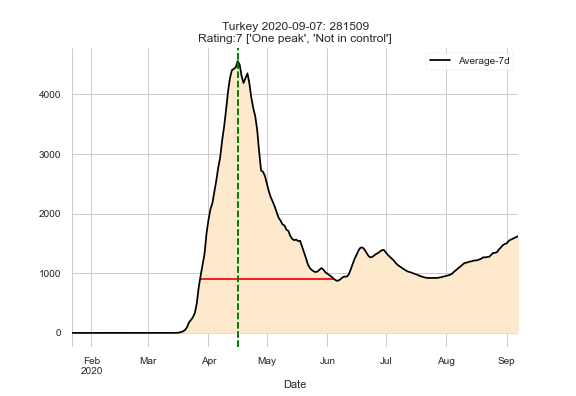 Turkey 2020-09-07: 281509
Rating:7 ['One peak', 'Not in control']
Average-7d
4000
3000
2000
1000
0
Feb
2020
Mar
Apr
May
Jun
Jul
Aug
Sep
Date